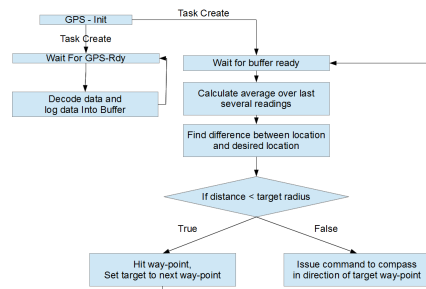 GPS - Init
Task Create
Task Create
Wait For GPS-Rdy
Wait for buffer ready
Decode data and
log data Into Buffer
Calculate average over last
several readings
Find difference between location
and desired location
If distance < target radius
True
False
Hit way-point,
Set target to next way-point
Issue command to compass
in direction of target way-point